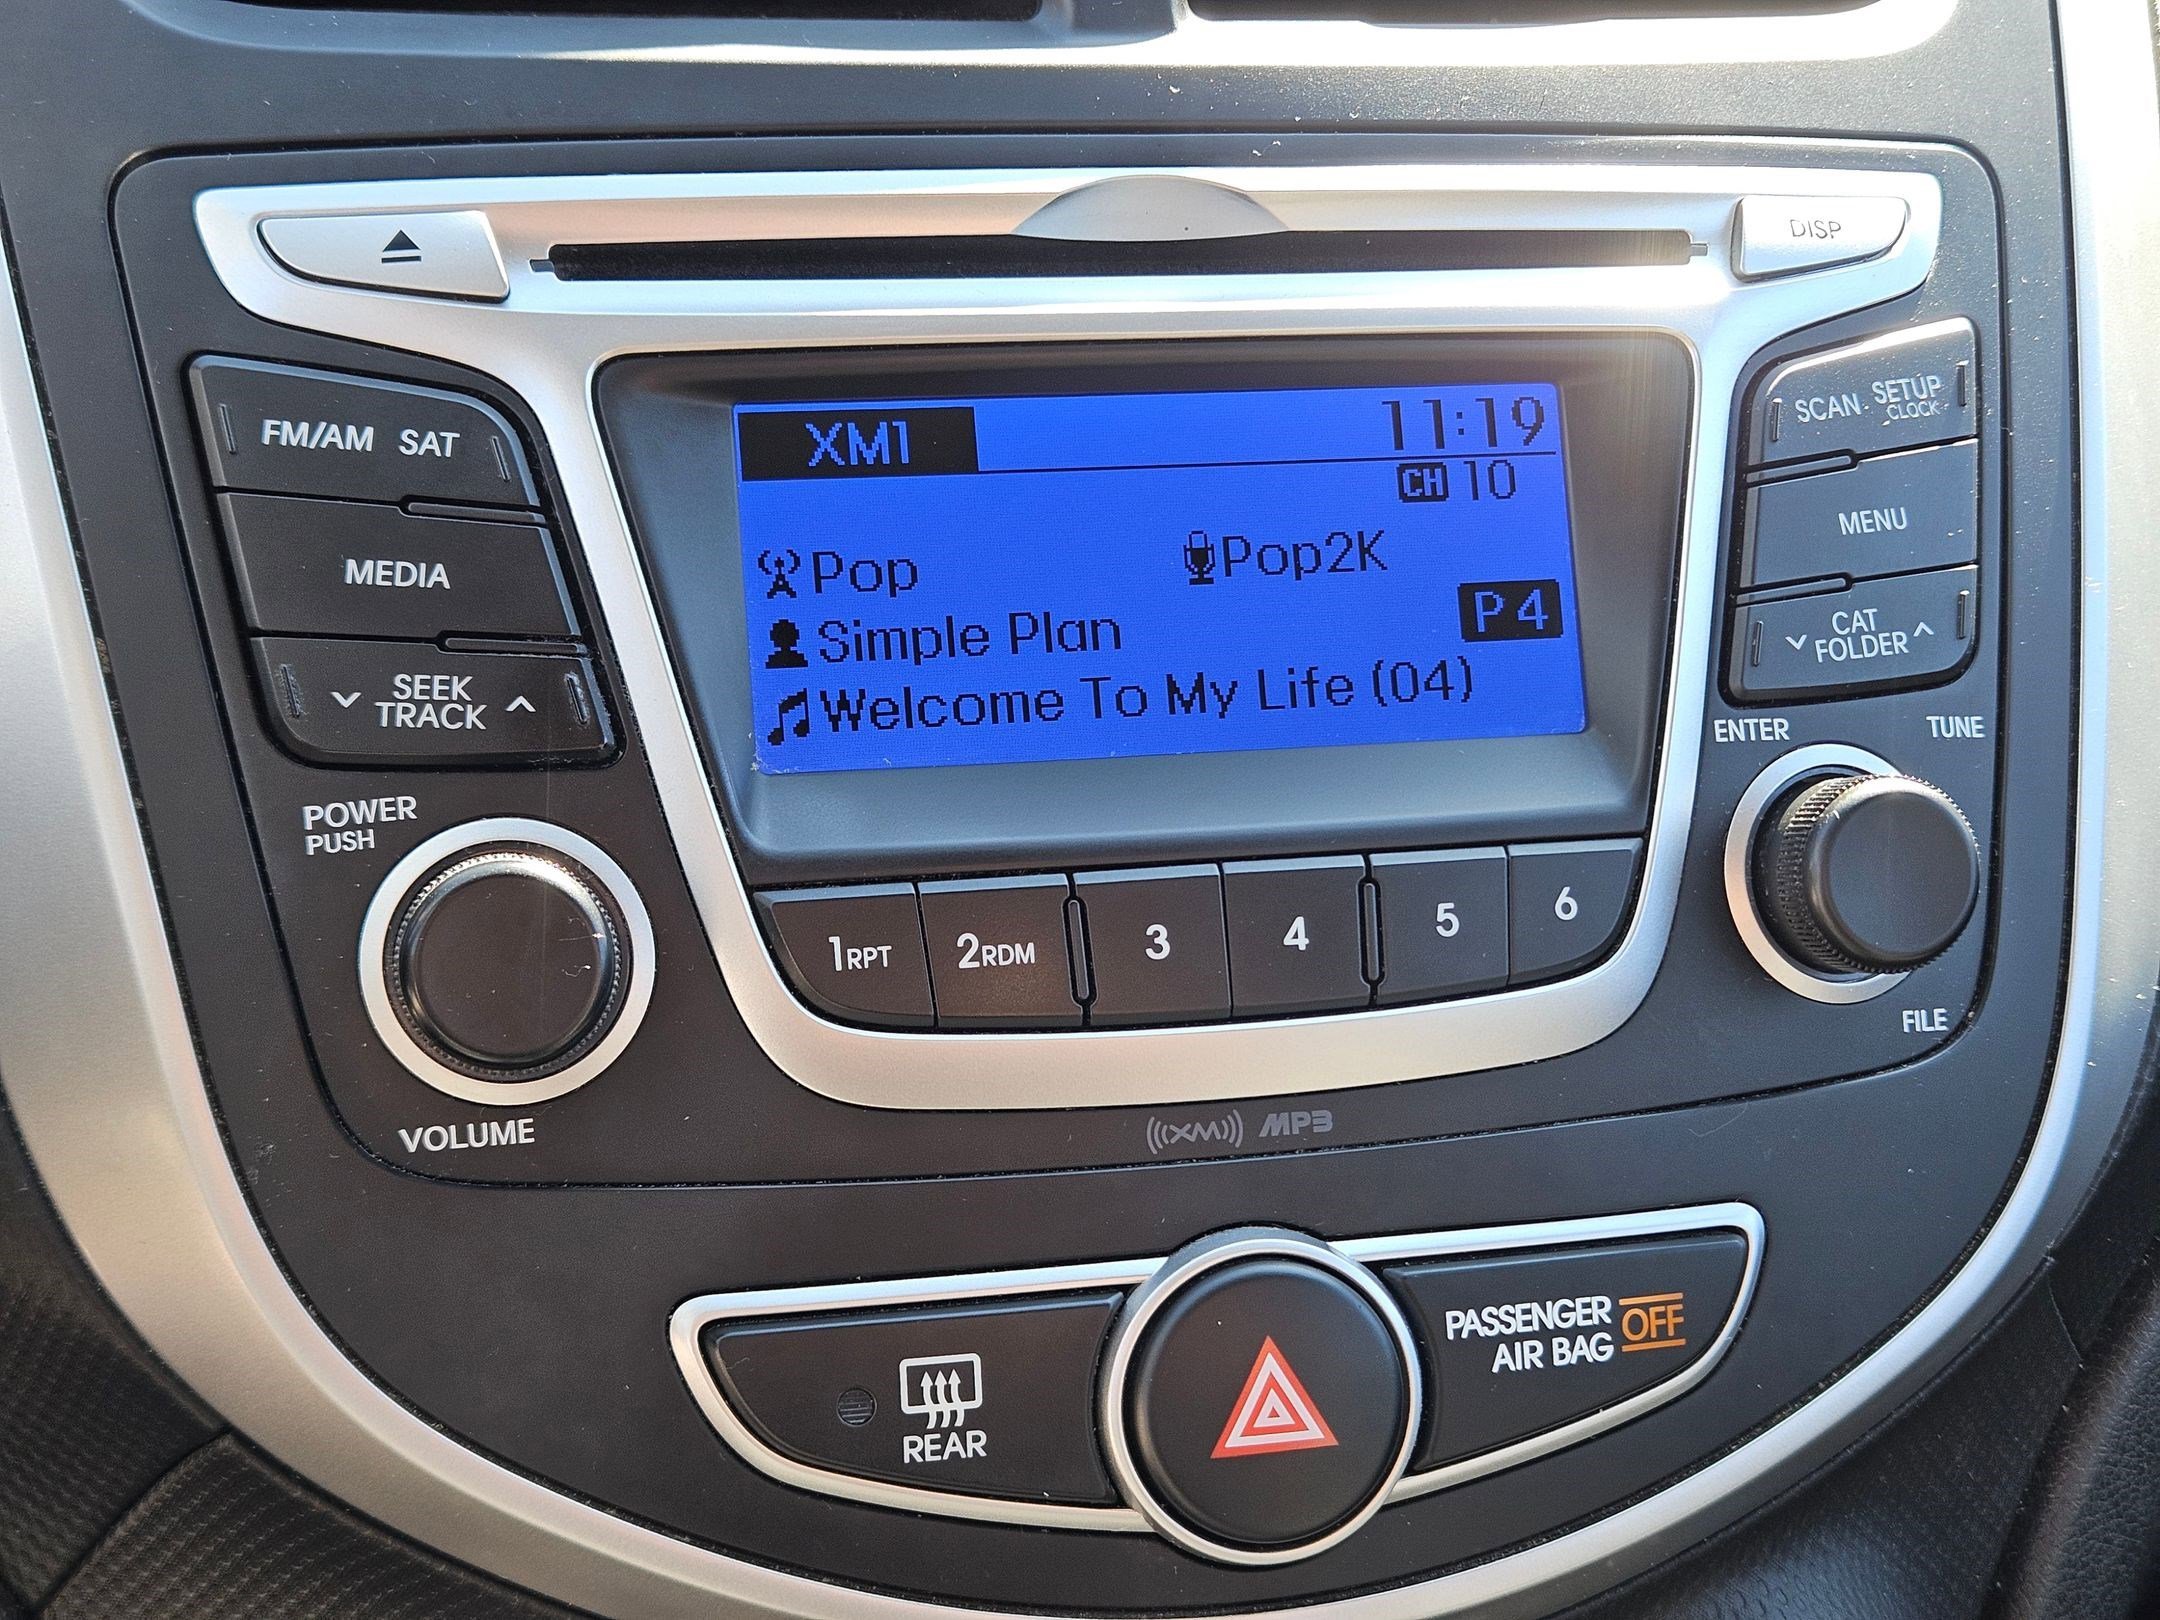 DISP
FM/AM SAT
MEDIA
SEEK
TRACK
POWER
PUSH
VOLUME
XM1 11:19
CH 10
Pop Pop2K
Simple Plan P4
Welcome To My Life (04)
1RPT 2RDM 3 4 5 6
SCAN SETUP
CLOCK
MENU
CAT
FOLDER
ENTER TUNE
FILE
((XM)) MP3
REAR
PASSENGER
AIR BAG OFF